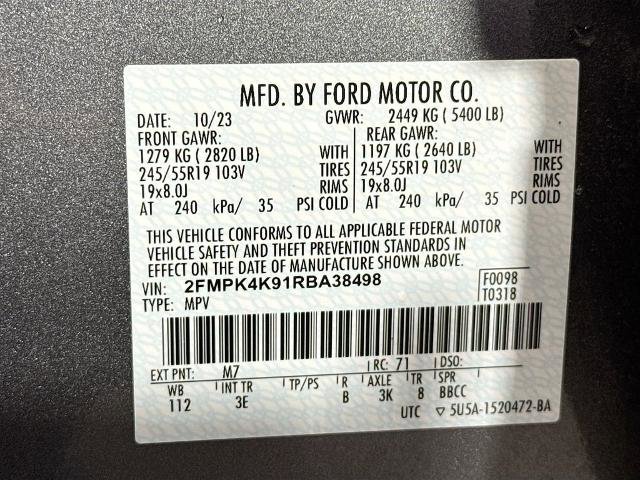 MFD. BY FORD MOTOR CO.
DATE: 10/23 GVWR: 2449 KG ( 5400 LB)
FRONT GAWR: REAR GAWR:
1279 KG ( 2820 LB) WITH 1197 KG ( 2640 LB) WITH
245/55R19 103V TIRES 245/55R19 103V TIRES
19x8.0J RIMS 19x8.0J RIMS
AT 240 kPa/ 35 PSI COLD AT 240 kPa/ 35 PSI COLD
THIS VEHICLE CONFORMS TO ALL APPLICABLE FEDERAL MOTOR
VEHICLE SAFETY AND THEFT PREVENTION STANDARDS IN
EFFECT ON THE DATE OF MANUFACTURE SHOWN ABOVE.
VIN: 2FMPK4K91RBA38498 F0098
TYPE: MPV T0318
EXT PNT: M7 RC: 71 DSO:
WB INT TR TP/PS R AXLE TR SPR
112 3E B 3K 8 BBCC
UTC ▽ 5U5A-1520472-BA